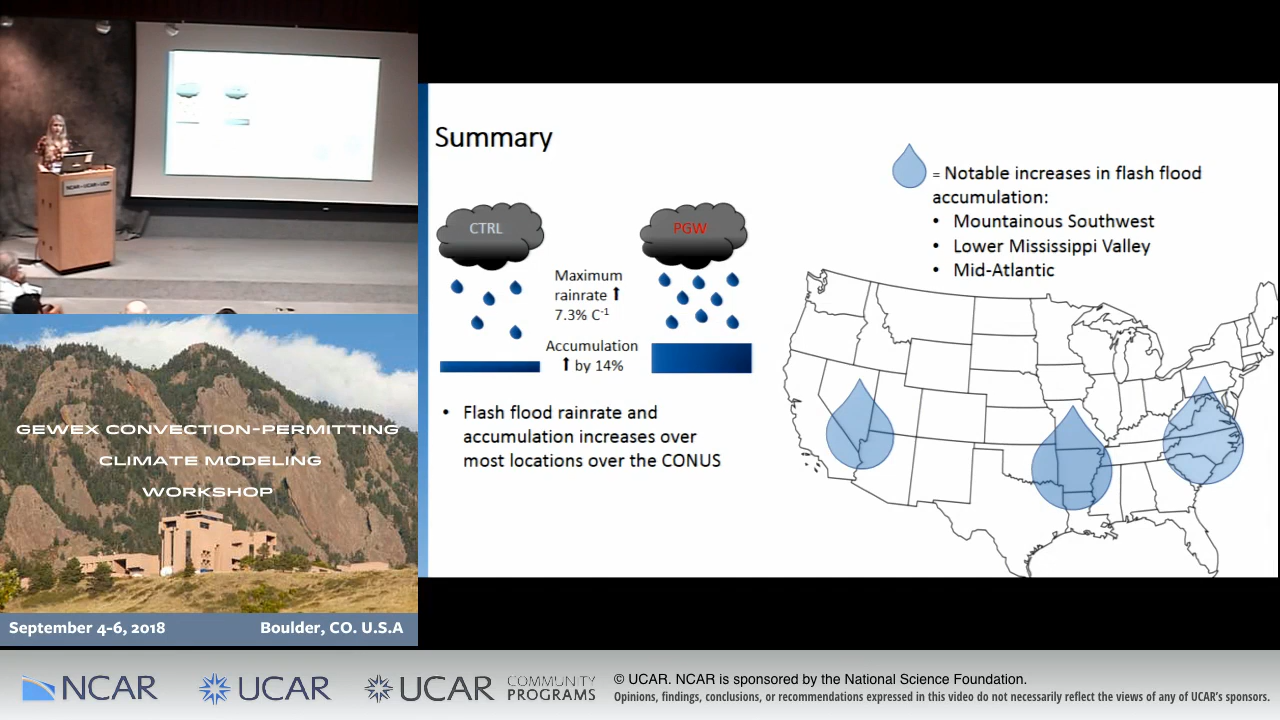 NCAR-UCAR-UCP
Summary
CTRL
PGW
Maximum
rainrate ⬆
7.3% C⁻¹
Accumulation
⬆ by 14%
• Flash flood rainrate and
accumulation increases over
most locations over the CONUS
= Notable increases in flash flood
accumulation:
• Mountainous Southwest
• Lower Mississippi Valley
• Mid-Atlantic
GEWEX CONVECTION-PERMITTING
CLIMATE MODELING
WORKSHOP
September 4-6, 2018
Boulder, CO. U.S.A
NCAR
UCAR
UCAR
COMMUNITY
PROGRAMS
© UCAR. NCAR is sponsored by the National Science Foundation.
Opinions, findings, conclusions, or recommendations expressed in this video do not necessarily reflect the views of any of UCAR's sponsors.